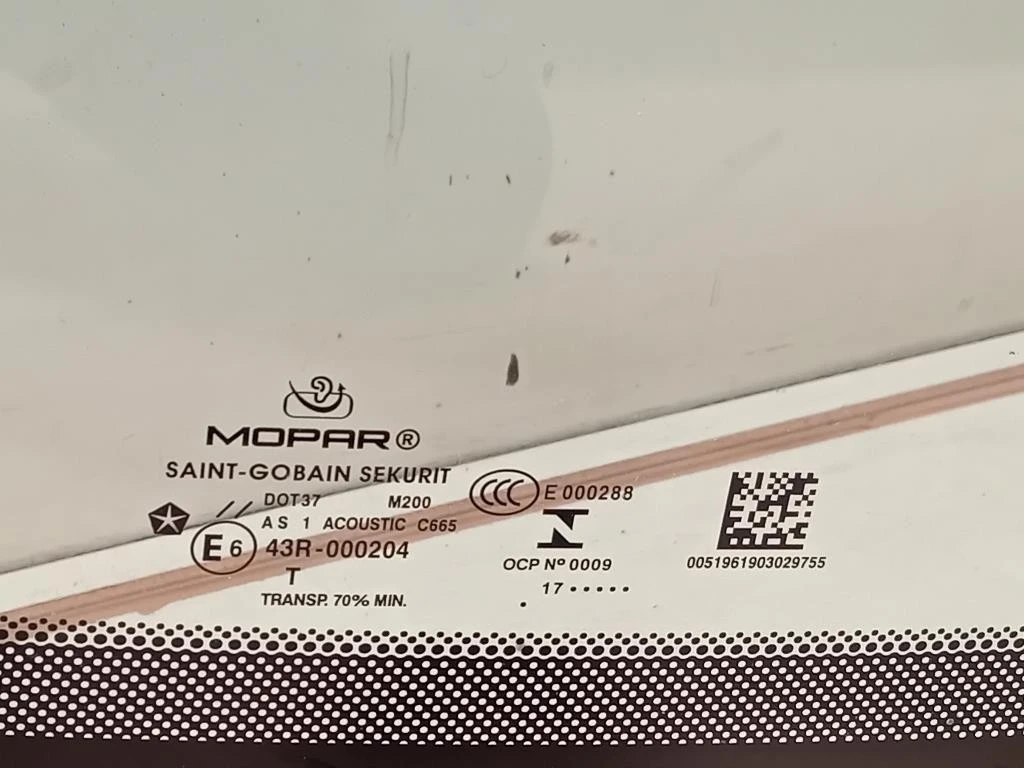 MOPAR®
SAINT-GOBAIN SEKURIT
DOT37 M200
AS 1 ACOUSTIC C665
E6 43R-000204
T
TRANSP. 70% MIN.
CCC E 000288
N
OCP Nº 0009
17 • • • • •
0051961903029755